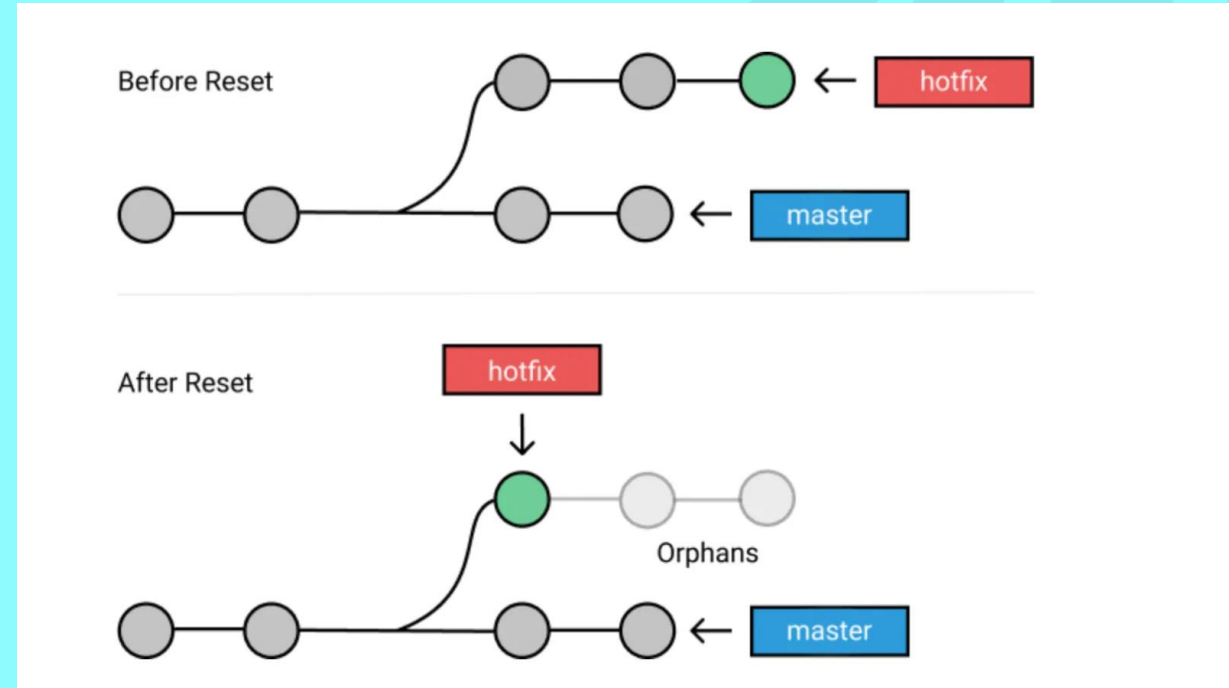 Before Reset
hotfix
master
After Reset
hotfix
Orphans
master